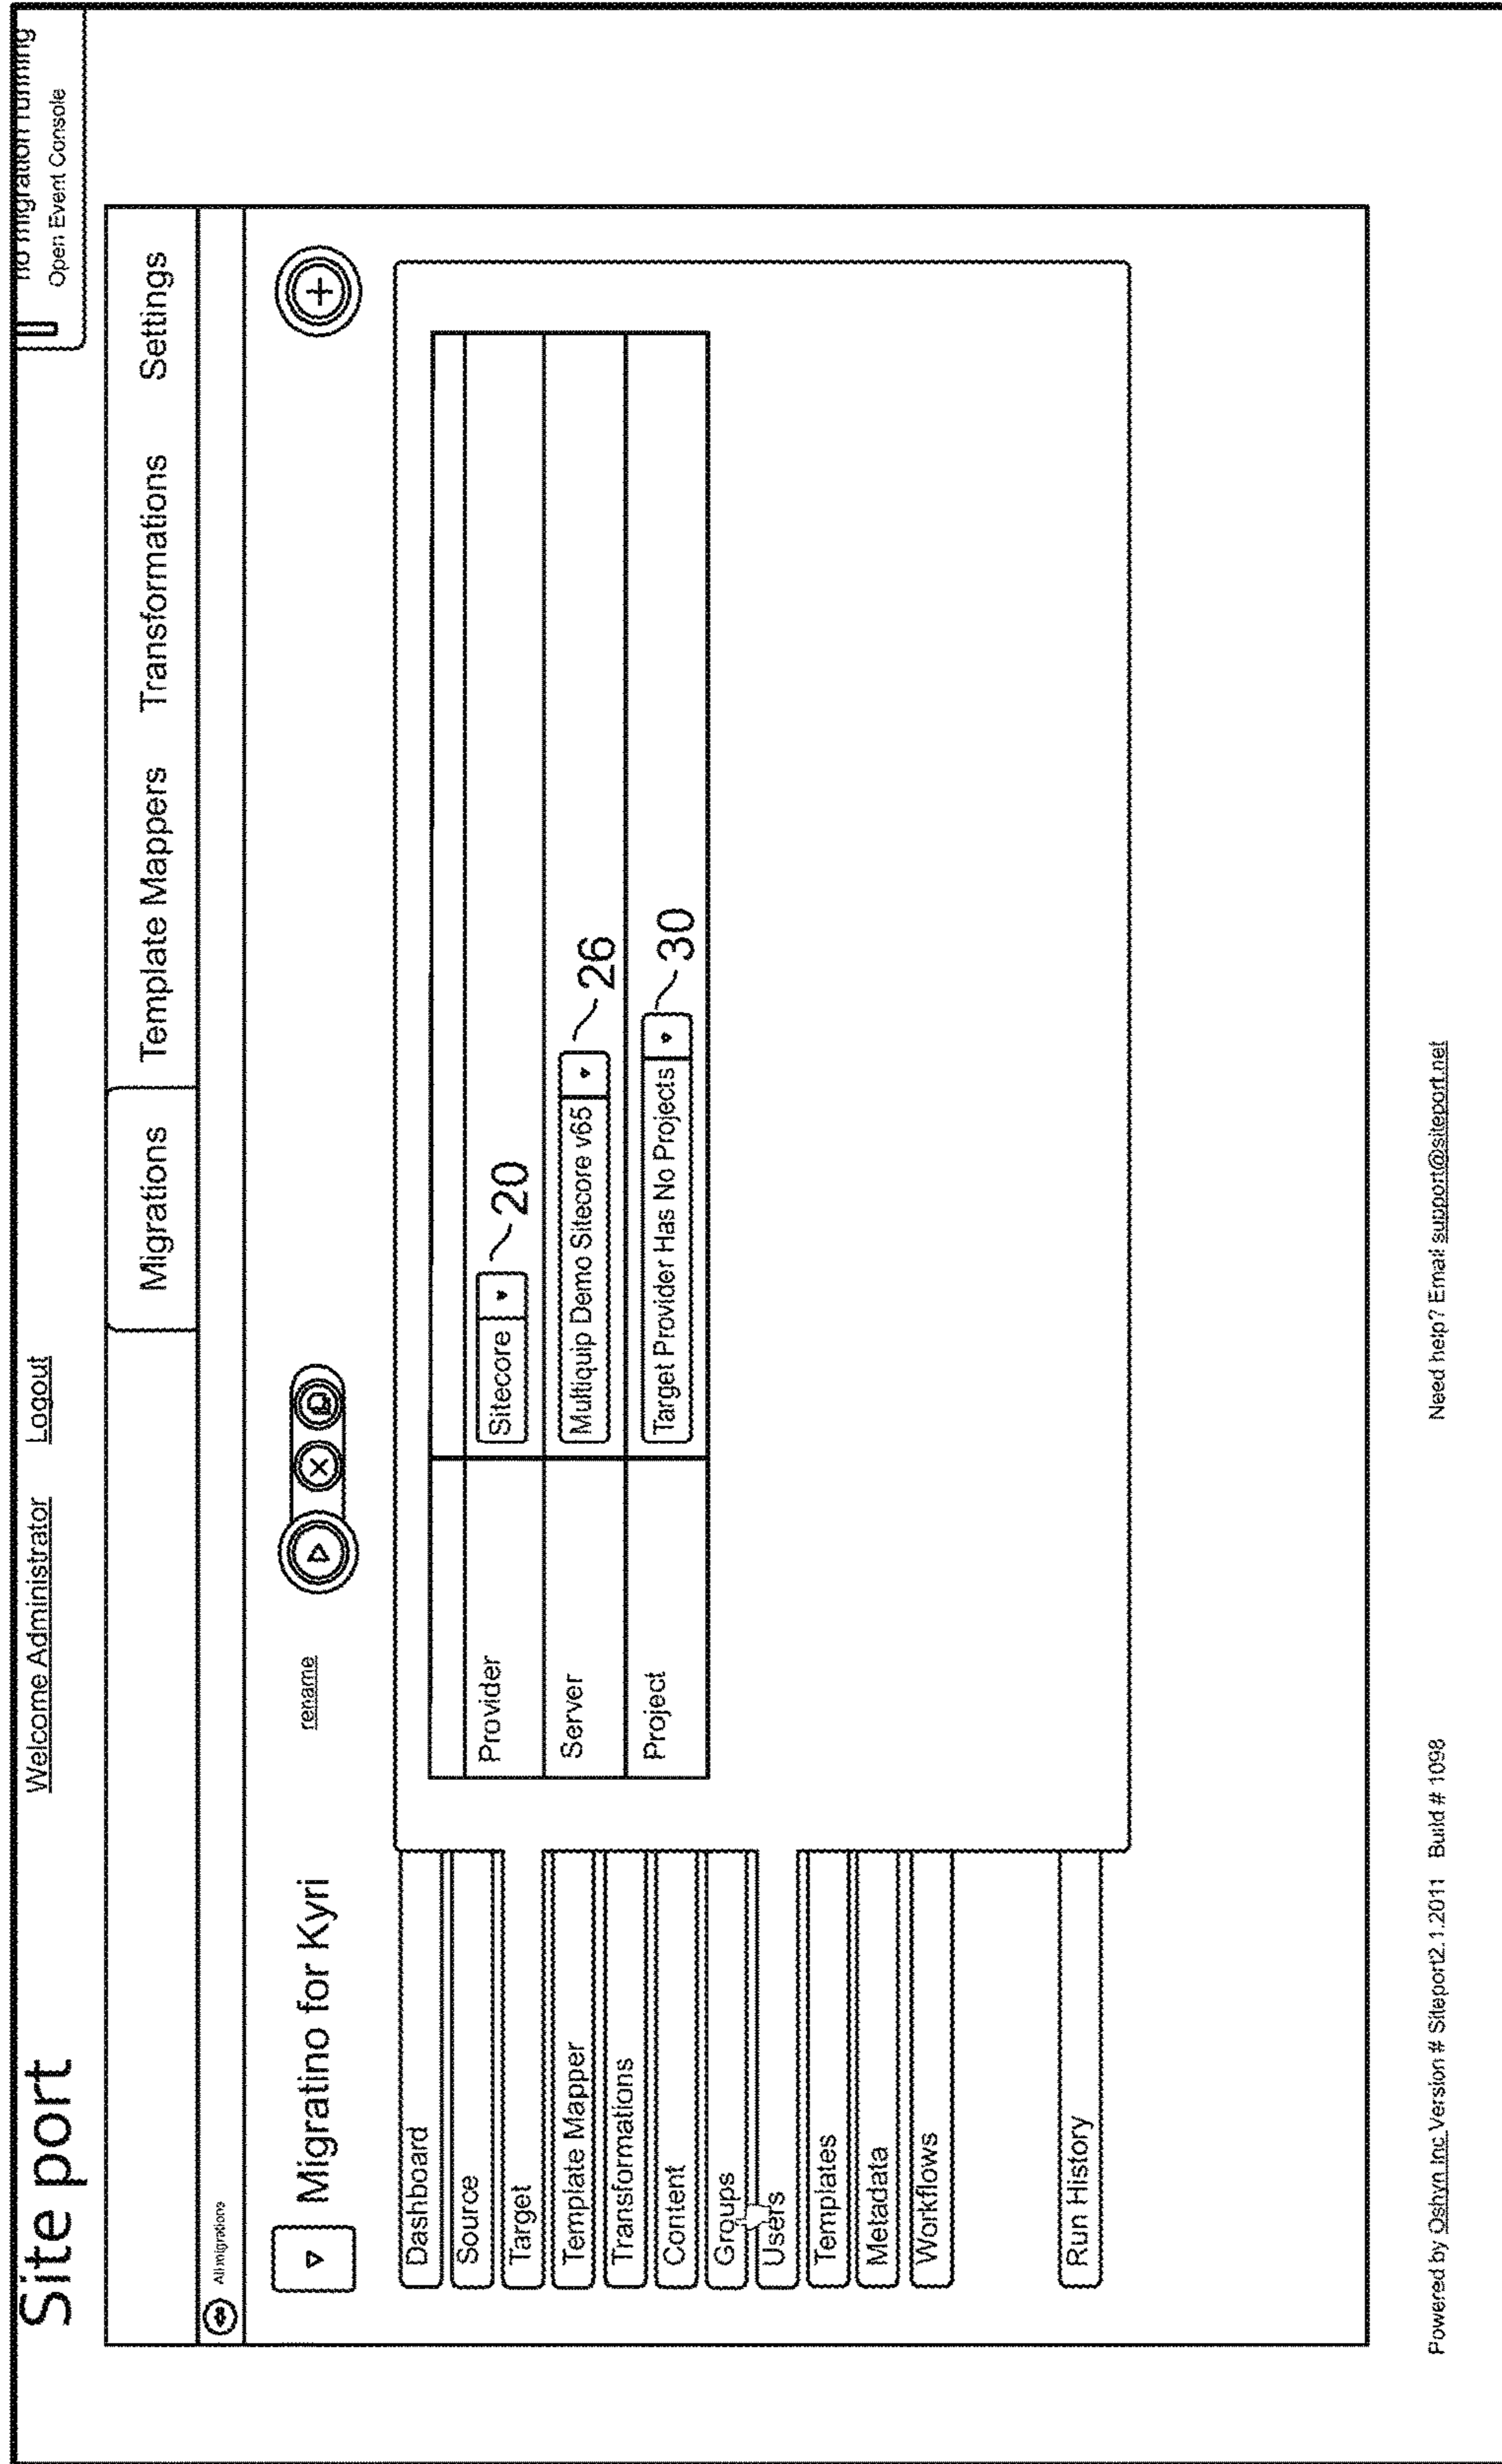 Site port
Welcome Administrator Logout
no migration running
Open Event Console
Migrations Template Mappers Transformations Settings
All migrations
Migratino for Kyri rename
Dashboard
Source
Target
Template Mapper
Transformations
Content
Groups
Users
Templates
Metadata
Workflows
Run History
Provider Sitecore 20
Server Multiquip Demo Sitecore v65 26
Project Target Provider Has No Projects 30
Powered by Oshyn Inc Version # Siteport2.1.2011 Build # 1098
Need help? Email support@siteport.net